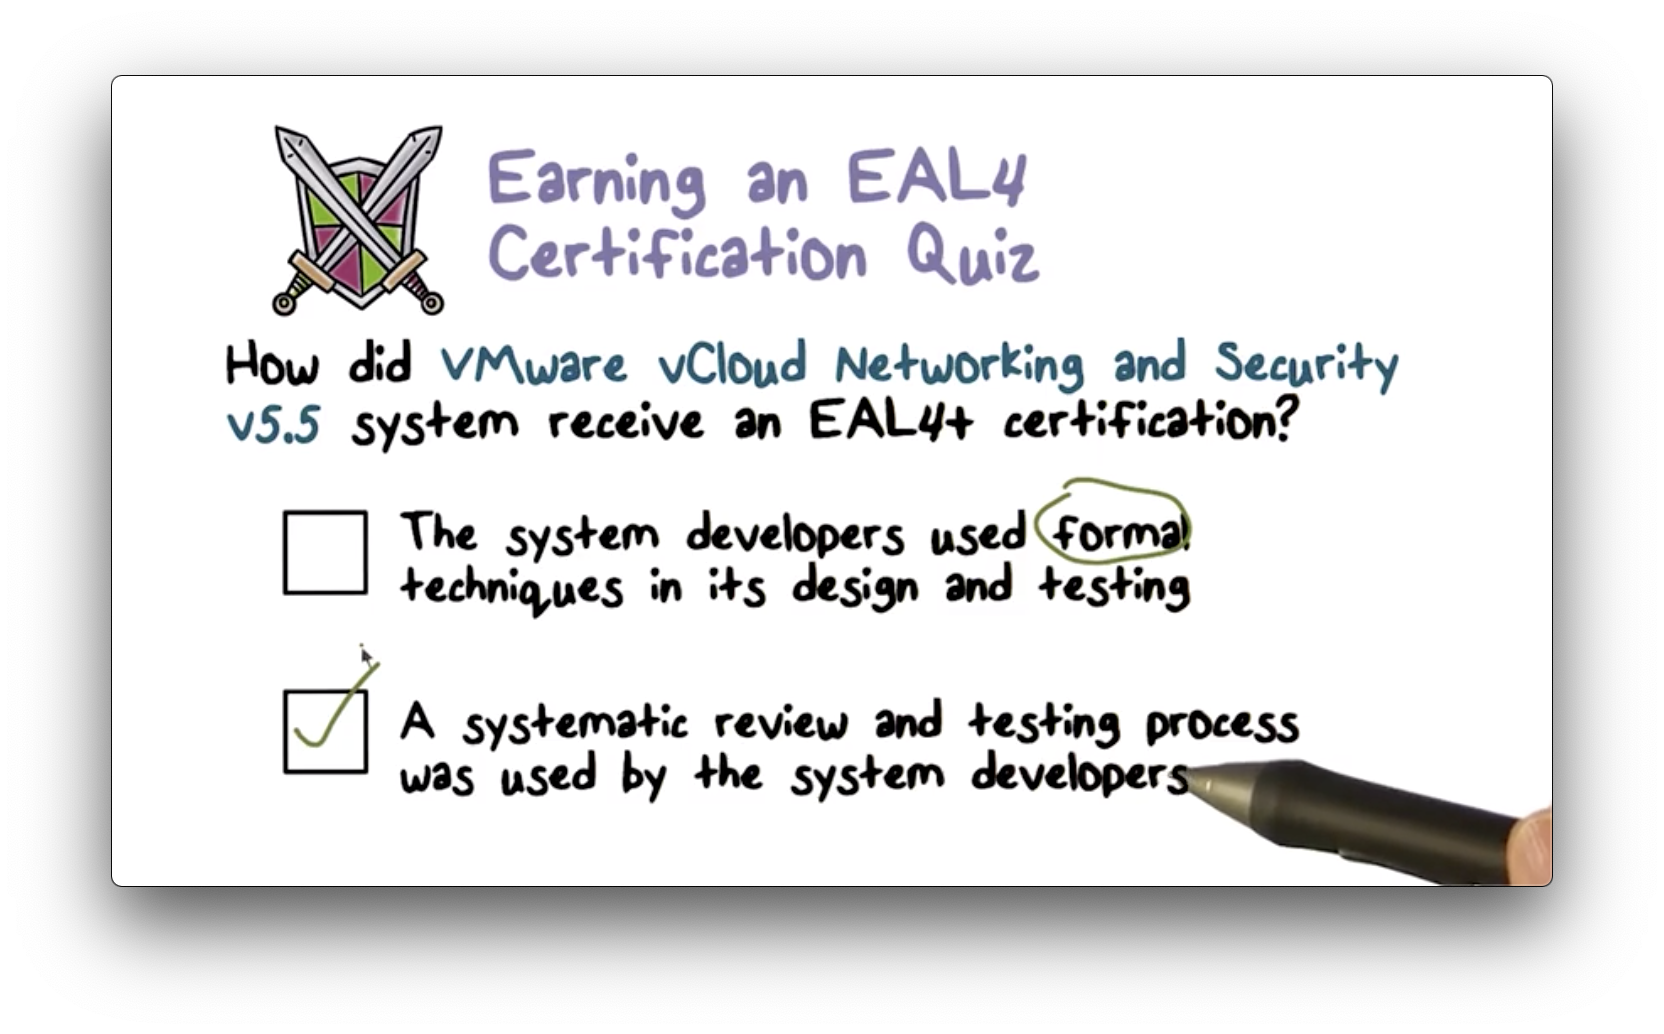 Earning an EAL4
Certification Quiz
How did VMware vCloud Networking and Security
v5.5 system receive an EAL4+ certification?
The system developers used formal
techniques in its design and testing
A systematic review and testing process
was used by the system developers